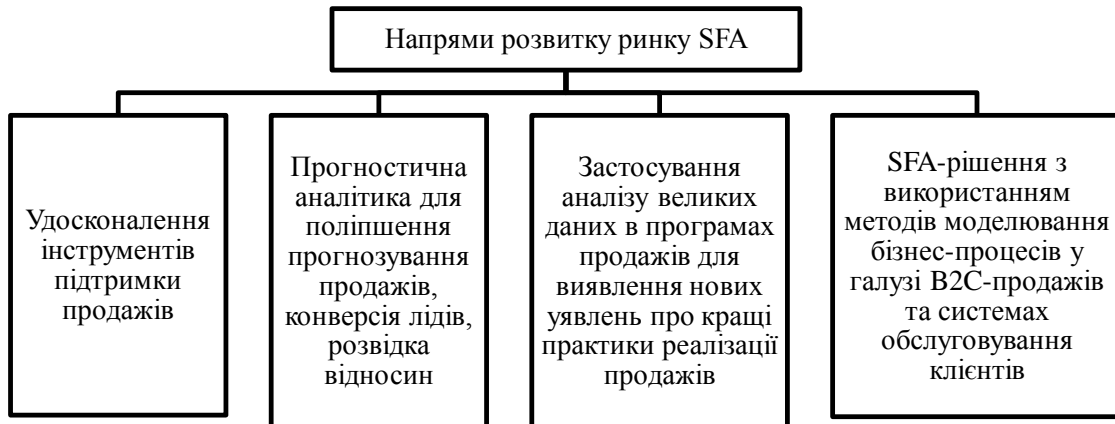 Напрями розвитку ринку SFA
Удосконалення
інструментів
підтримки
продажів
Прогностична
аналітика для
поліпшення
прогнозування
продажів,
конверсія лідів,
розвідка
відносин
Застосування
аналізу великих
даних в програмах
продажів для
виявлення нових
уявлень про кращі
практики реалізації
продажів
SFA-рішення з
використанням
методів моделювання
бізнес-процесів у
галузі B2C-продажів
та системах
обслуговування
клієнтів